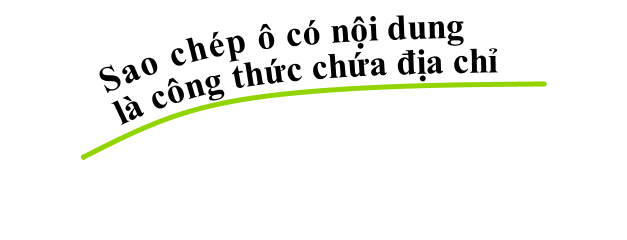 Sao chép ô có nội dung
là công thức chứa địa chỉ